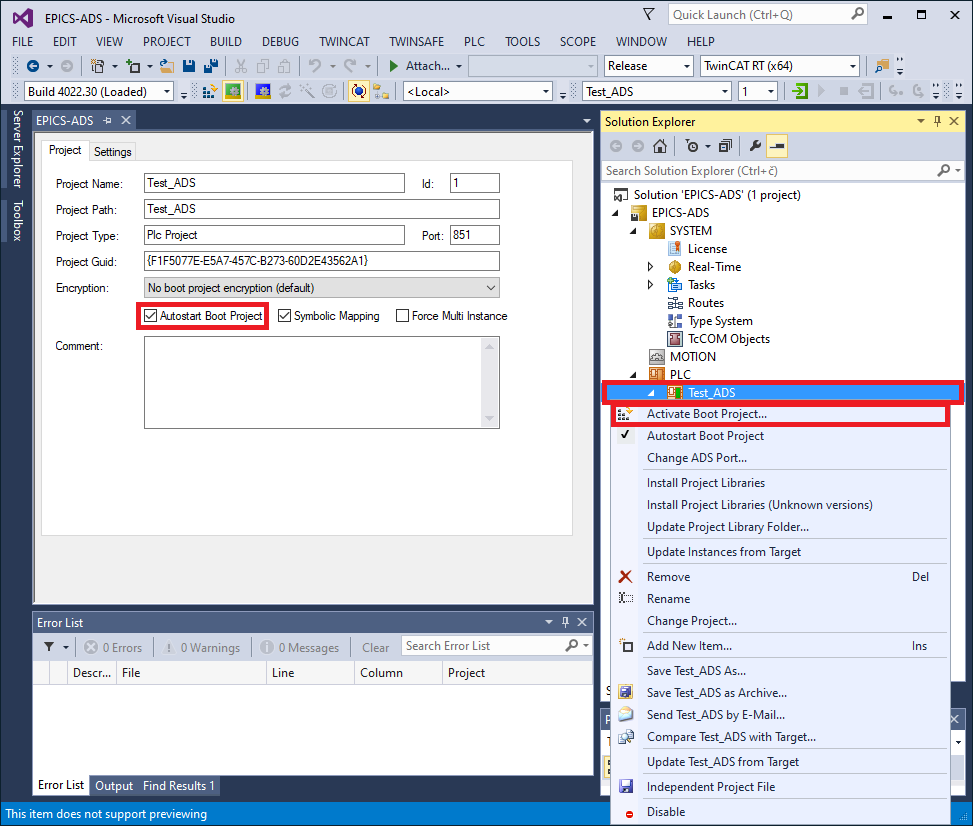 EPICS-ADS - Microsoft Visual Studio
Quick Launch (Ctrl+Q)
FILE EDIT VIEW PROJECT BUILD DEBUG TWINCAT TWINSAFE PLC TOOLS SCOPE WINDOW HELP
Attach... Release TwinCAT RT (x64)
Build 4022.30 (Loaded) <Local> Test_ADS 1
Server Explorer
Toolbox
EPICS-ADS
Project Settings
Project Name: Test_ADS Id: 1
Project Path: Test_ADS
Project Type: Plc Project Port: 851
Project Guid: {F1F5077E-E5A7-457C-B273-60D2E43562A1}
Encryption: No boot project encryption (default)
Autostart Boot Project Symbolic Mapping Force Multi Instance
Comment:
Error List
0 Errors 0 Warnings 0 Messages Clear Search Error List
Descr... File Line Column Project
Error List Output Find Results 1
Solution Explorer
Search Solution Explorer (Ctrl+č)
Solution 'EPICS-ADS' (1 project)
EPICS-ADS
SYSTEM
License
Real-Time
Tasks
Routes
Type System
TcCOM Objects
MOTION
PLC
Test_ADS
Activate Boot Project...
Autostart Boot Project
Change ADS Port...
Install Project Libraries
Install Project Libraries (Unknown versions)
Update Project Library Folder...
Update Instances from Target
Remove Del
Rename
Change Project...
Add New Item... Ins
Save Test_ADS As...
Save Test_ADS as Archive...
Send Test_ADS by E-Mail...
Compare Test_ADS with Target...
Update Test_ADS from Target
Independent Project File
Disable
This item does not support previewing